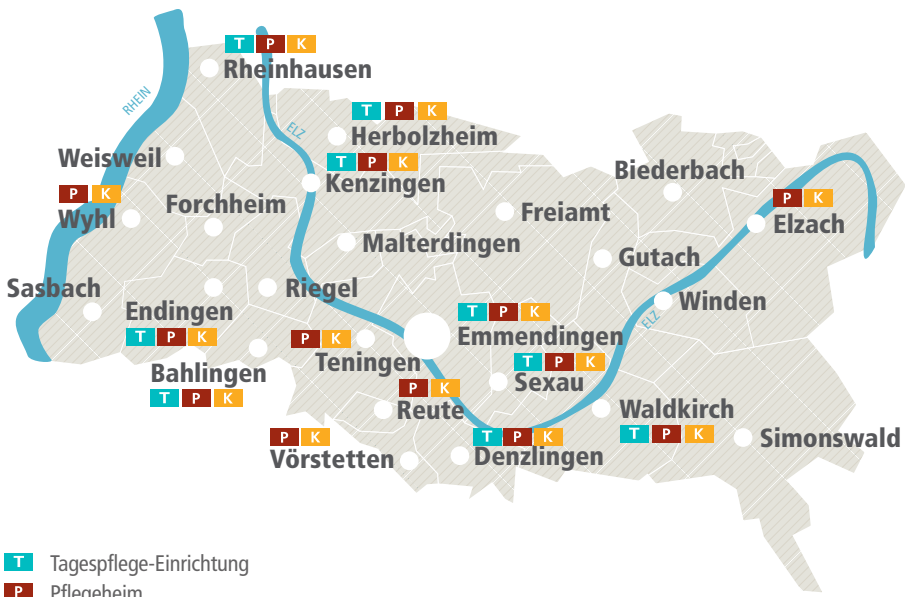 T P K
Rheinhausen
RHEIN
T P K
ELZ
Herbolzheim
Weisweil
T P K
Kenzingen
Biederbach
P K
Wyhl
Forchheim
Freiamt
P K
Elzach
Malterdingen
Gutach
Sasbach
Riegel
Winden
Endingen
T P K
T P K
Emmendingen
ELZ
P K
Teningen
Bahlingen
T P K
T P K
Sexau
P K
Reute
Waldkirch
T P K
Simonswald
P K
Vörstetten
T P K
Denzlingen
T Tagespflege-Einrichtung
P Pflegeheim